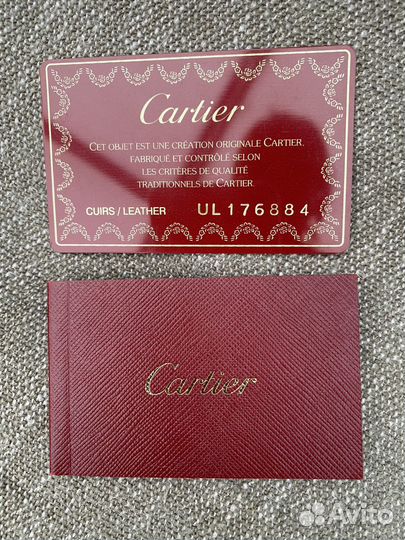 Cartier
CET OBJET EST UNE CRÉATION ORIGINALE CARTIER.
FABRIQUÉ ET CONTRÔLÉ SELON
LES CRITÈRES DE QUALITÉ
TRADITIONNELS DE CARTIER.
CUIRS / LEATHER UL176884
Cartier
Avito